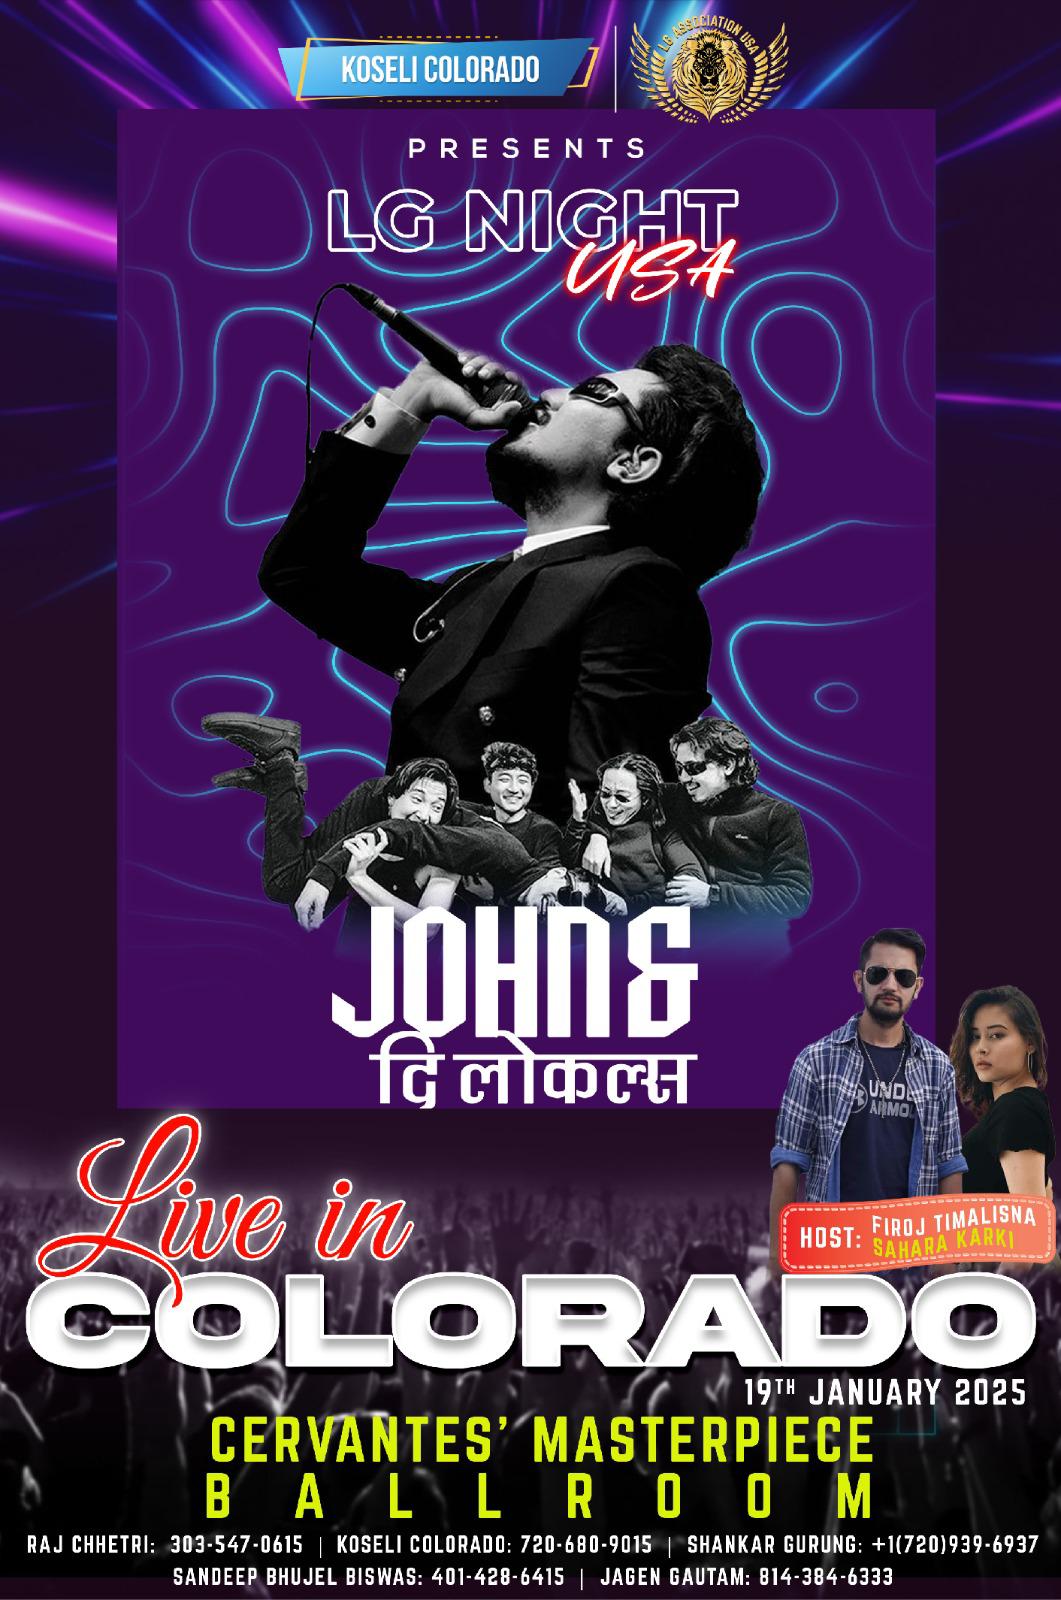 KOSELI COLORADO
LG ASSOCIATION USA
PRESENTS
LG NIGHT
USA
JOHN &
दि लोकल्स
UNDE
ARMOU
HOST: FIROJ TIMALISNA
SAHARA KARKI
Live in
COLORADO
19TH JANUARY 2025
CERVANTES' MASTERPIECE
BALLROOM
RAJ CHHETRI: 303-547-0615 | KOSELI COLORADO: 720-680-9015 | SHANKAR GURUNG: +1(720)939-6937
SANDEEP BHUJEL BISWAS: 401-428-6415 | JAGEN GAUTAM: 814-384-6333